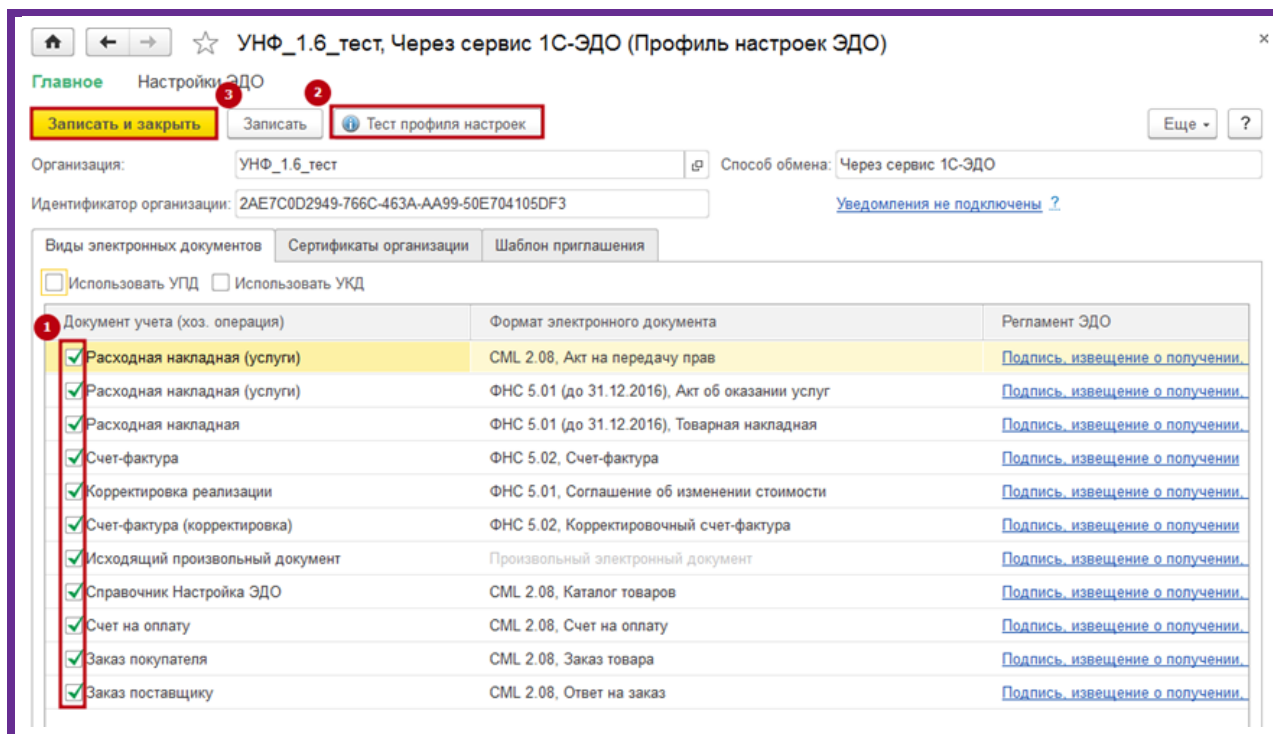 УНФ_1.6_тест, Через сервис 1С-ЭДО (Профиль настроек ЭДО) ×
Главное Настройки ЭДО
3 2
Записать и закрыть Записать Тест профиля настроек Еще ?
Организация: УНФ_1.6_тест Способ обмена: Через сервис 1С-ЭДО
Идентификатор организации: 2AE7C0D2949-766C-463A-AA99-50E704105DF3 Уведомления не подключены ?
Виды электронных документов Сертификаты организации Шаблон приглашения
Использовать УПД Использовать УКД
1 Документ учета (хоз. операция) Формат электронного документа Регламент ЭДО
Расходная накладная (услуги) CML 2.08, Акт на передачу прав Подпись, извещение о получении,
Расходная накладная (услуги) ФНС 5.01 (до 31.12.2016), Акт об оказании услуг Подпись, извещение о получении,
Расходная накладная ФНС 5.01 (до 31.12.2016), Товарная накладная Подпись, извещение о получении,
Счет-фактура ФНС 5.02, Счет-фактура Подпись, извещение о получении
Корректировка реализации ФНС 5.01, Соглашение об изменении стоимости Подпись, извещение о получении,
Счет-фактура (корректировка) ФНС 5.02, Корректировочный счет-фактура Подпись, извещение о получении
Исходящий произвольный документ Произвольный электронный документ Подпись, извещение о получении,
Справочник Настройка ЭДО CML 2.08, Каталог товаров Подпись, извещение о получении,
Счет на оплату CML 2.08, Счет на оплату Подпись, извещение о получении,
Заказ покупателя CML 2.08, Заказ товара Подпись, извещение о получении,
Заказ поставщику CML 2.08, Ответ на заказ Подпись, извещение о получении,